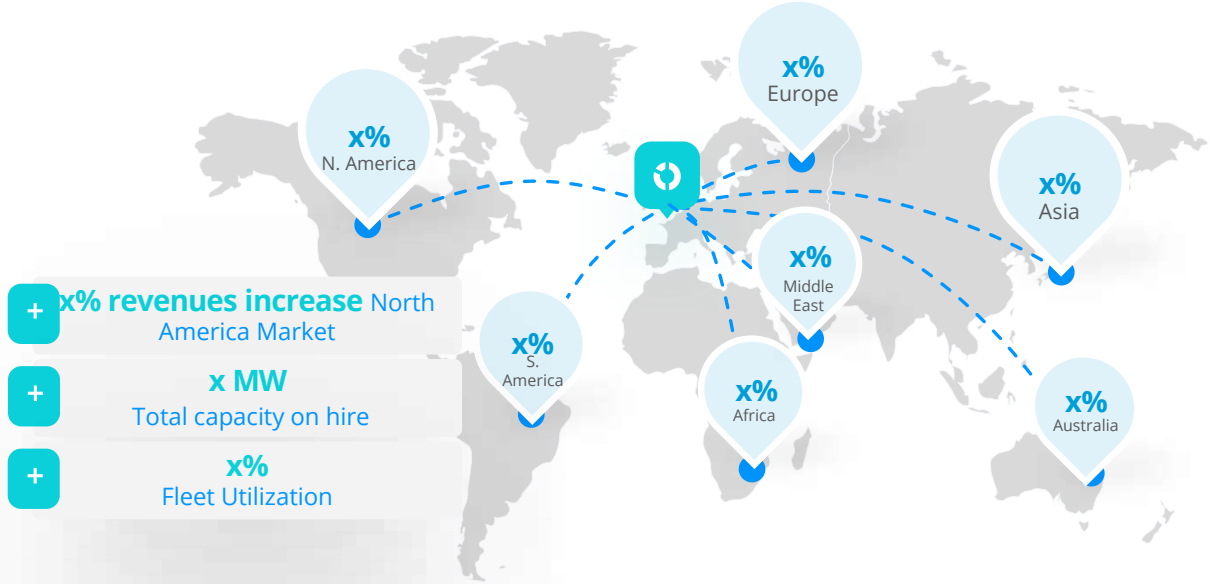 x%
Europe
x%
N. America
x%
Asia
x%
Middle
East
+
x% revenues increase North
America Market
x%
S.
America
+
x MW
Total capacity on hire
x%
Africa
x%
Australia
+
x%
Fleet Utilization